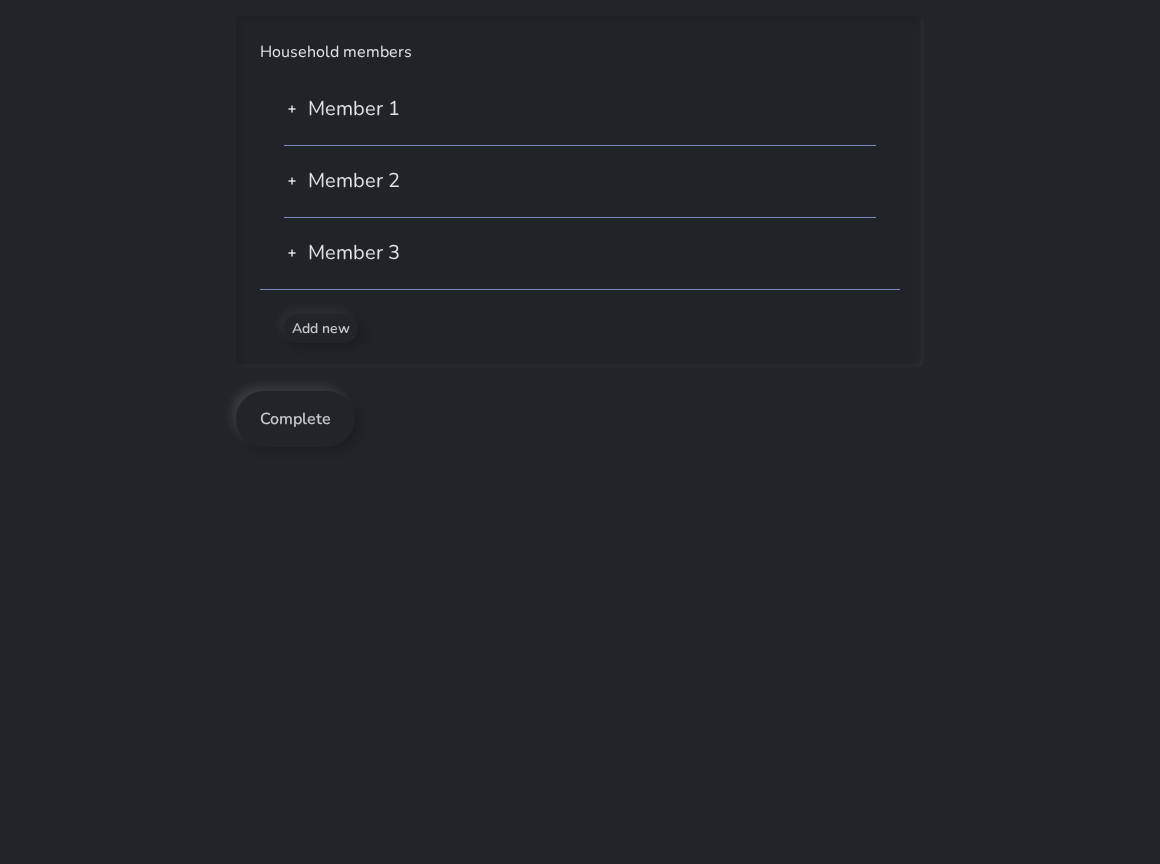 Household members
+ Member 1
+ Member 2
+ Member 3
Add new
Complete